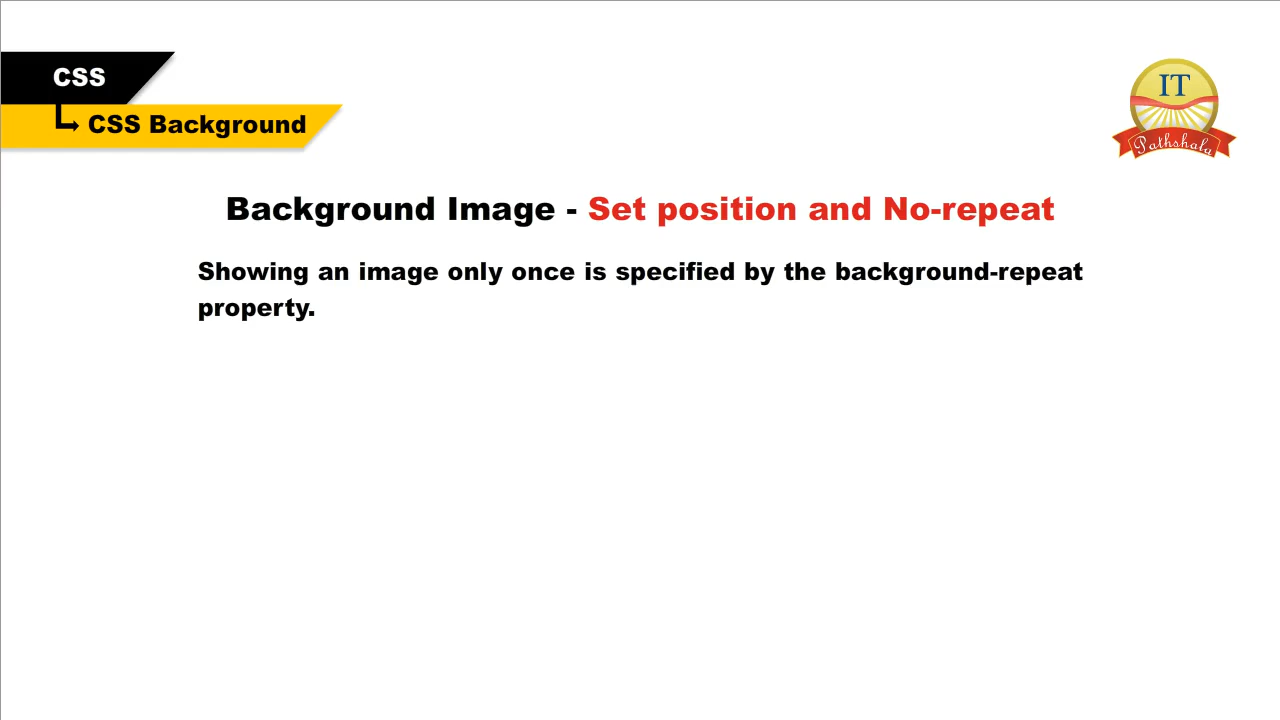 CSS
CSS Background
IT
Pathshala
Background Image - Set position and No-repeat
Showing an image only once is specified by the background-repeat
property.